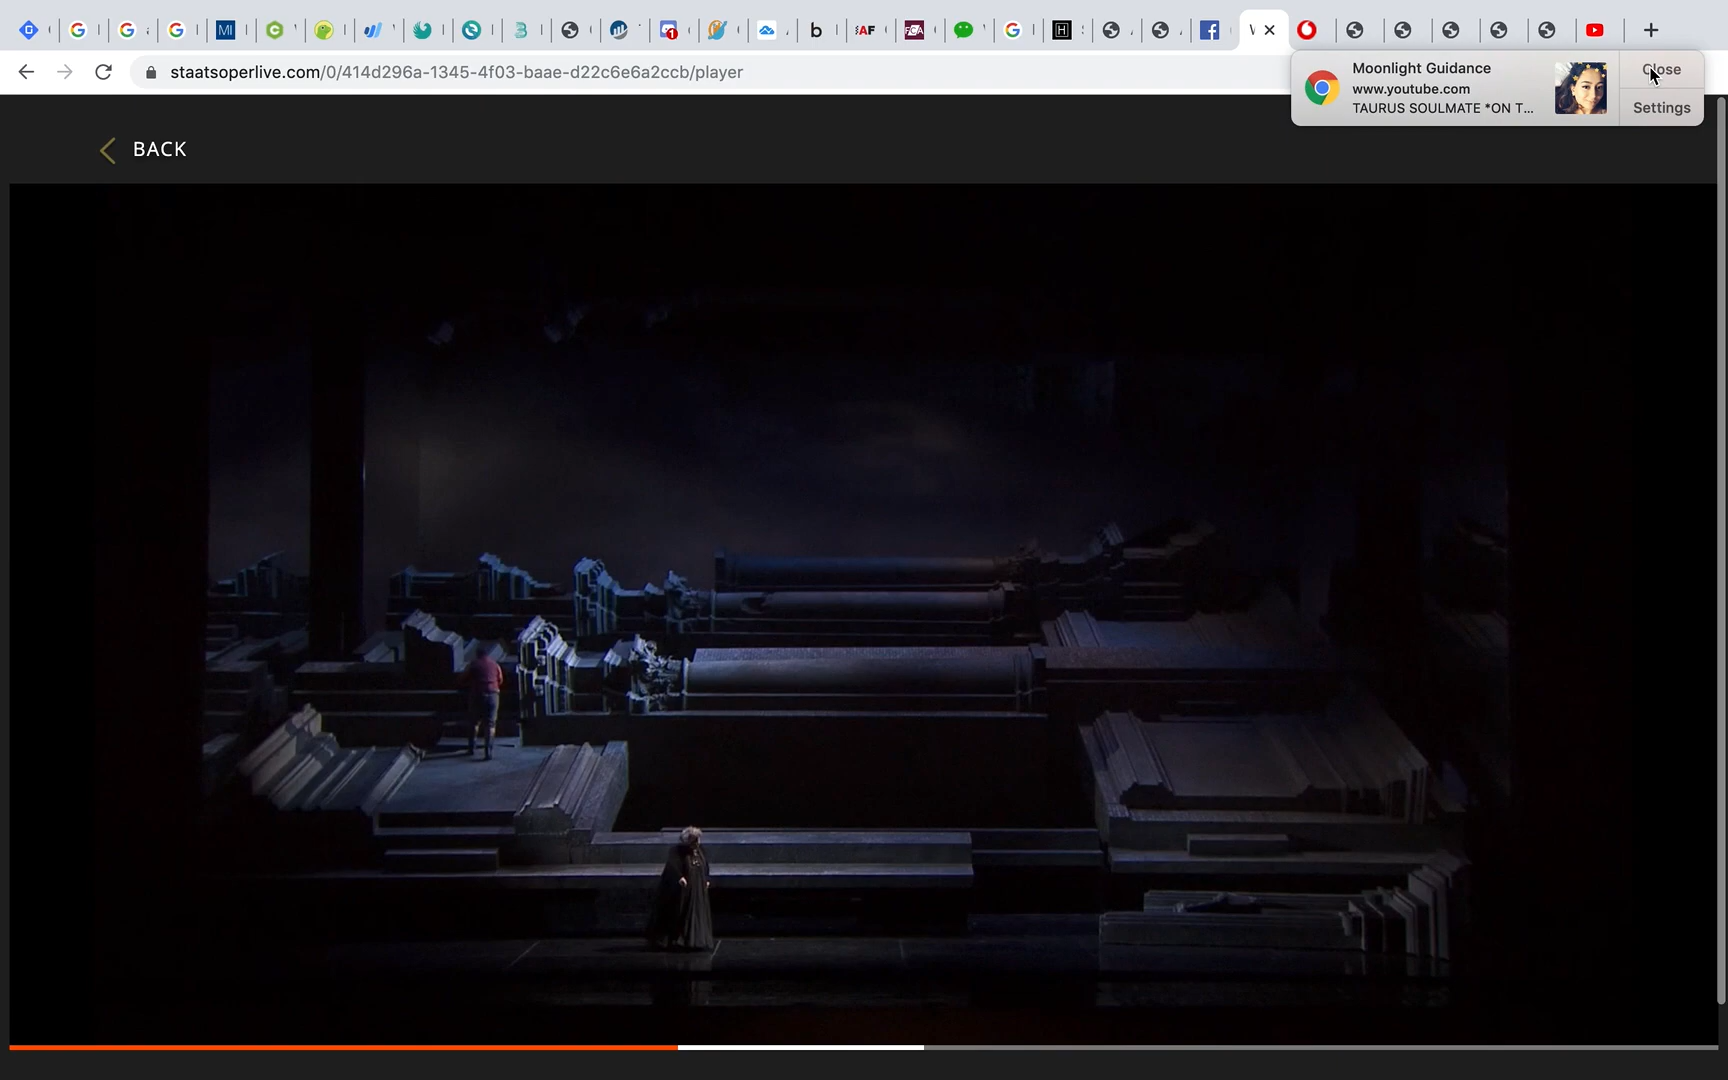 staatsoperlive.com/0/414d296a-1345-4f03-baae-d22c6e6a2ccb/player
Moonlight Guidance
www.youtube.com
TAURUS SOULMATE *ON T...
Close
Settings
BACK